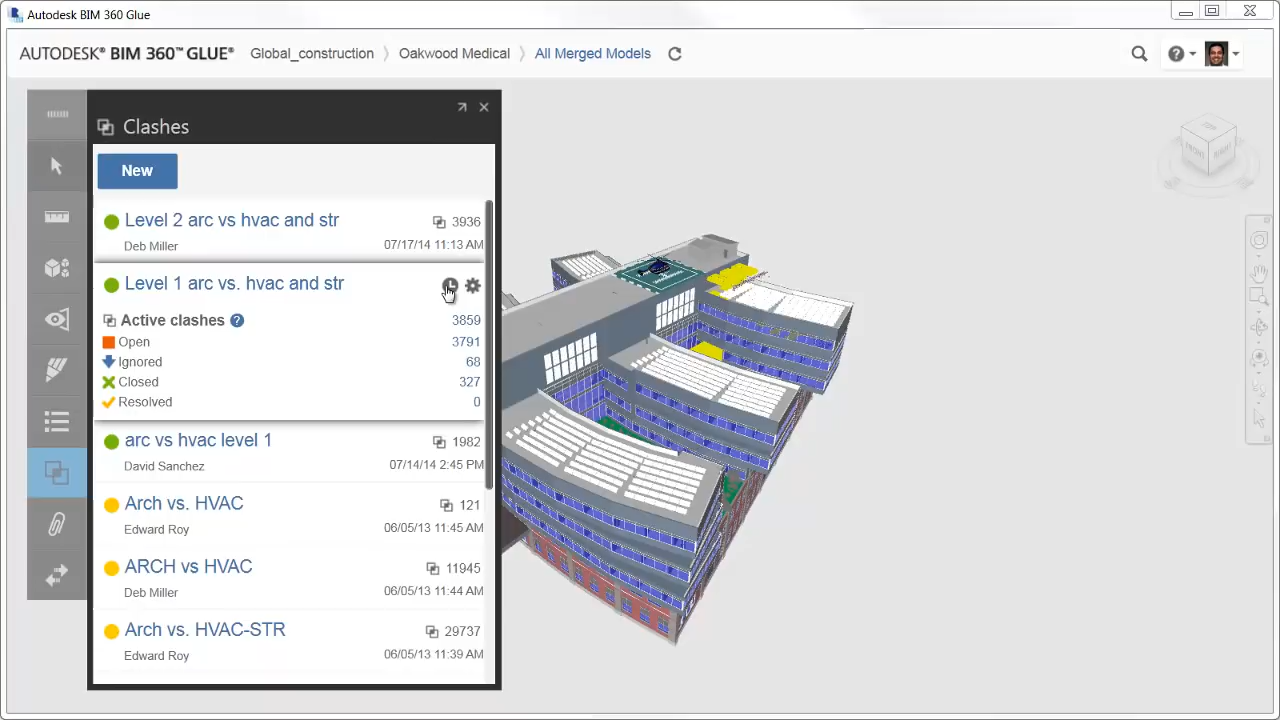 Autodesk BIM 360 Glue
AUTODESK® BIM 360™ GLUE® Global_construction Oakwood Medical All Merged Models
Clashes
New
Level 2 arc vs hvac and str 3936
Deb Miller 07/17/14 11:13 AM
Level 1 arc vs. hvac and str
Active clashes 3859
Open 3791
Ignored 68
Closed 327
Resolved 0
arc vs hvac level 1 1982
David Sanchez 07/14/14 2:45 PM
Arch vs. HVAC 121
Edward Roy 06/05/13 11:45 AM
ARCH vs HVAC 11945
Deb Miller 06/05/13 11:44 AM
Arch vs. HVAC-STR 29737
Edward Roy 06/05/13 11:39 AM